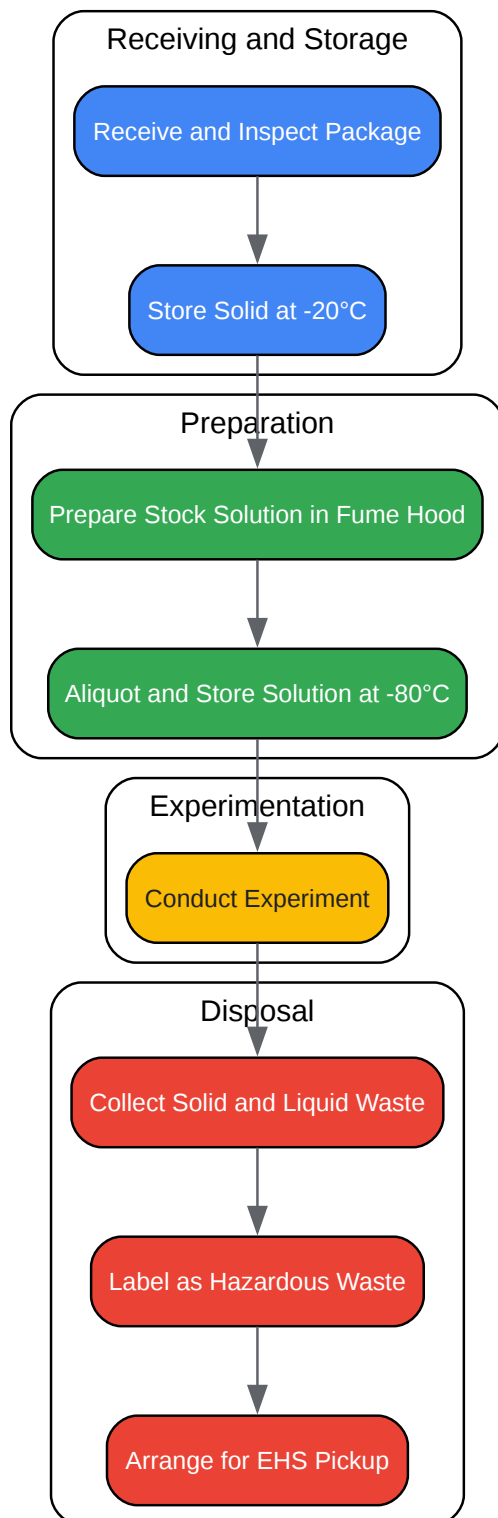 Receiving and Storage
Receive and Inspect Package
Store Solid at -20°C
Preparation
Prepare Stock Solution in Fume Hood
Aliquot and Store Solution at -80°C
Experimentation
Conduct Experiment
Disposal
Collect Solid and Liquid Waste
Label as Hazardous Waste
Arrange for EHS Pickup